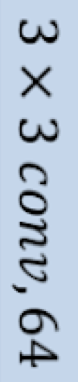 3 × 3 conv, 64